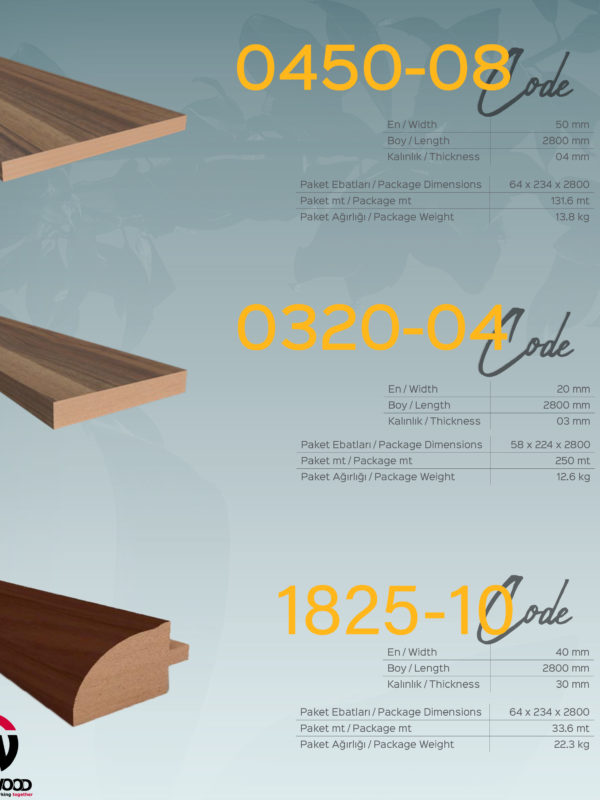 0450-08 Code
En / Width 50 mm
Boy / Length 2800 mm
Kalınlık / Thickness 04 mm
Paket Ebatları / Package Dimensions 64 x 234 x 2800
Paket mt / Package mt 131.6 mt
Paket Ağırlığı / Package Weight 13,8 kg
0320-04 Code
En / Width 20 mm
Boy / Length 2800 mm
Kalınlık / Thickness 03 mm
Paket Ebatları / Package Dimensions 58 x 224 x 2800
Paket mt / Package mt 250 mt
Paket Ağırlığı / Package Weight 12.6 kg
1825-10 Code
En / Width 40 mm
Boy / Length 2800 mm
Kalınlık / Thickness 30 mm
Paket Ebatları / Package Dimensions 64 x 234 x 2800
Paket mt / Package mt 33.6 mt
Paket Ağırlığı / Package Weight 22.3 kg
WOOD
rking together